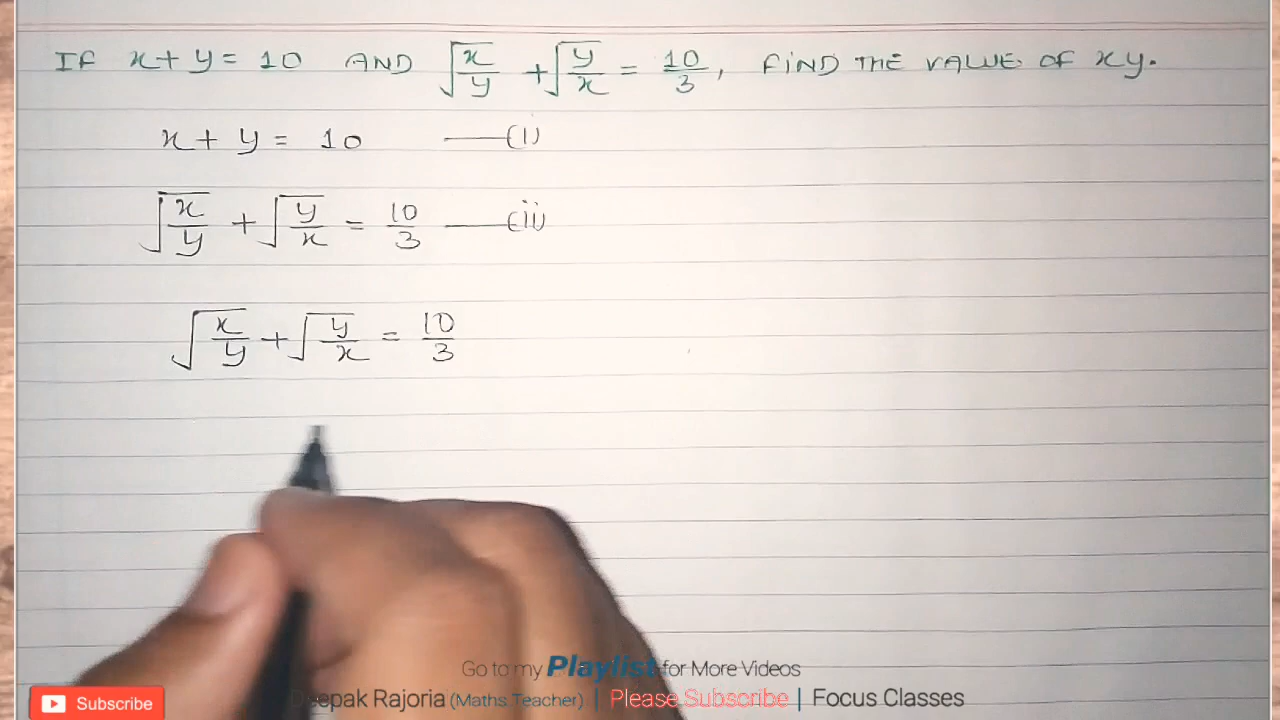 IF x + y = 10 AND √x/y + √y/x = 10/3, FIND THE VALUE OF xy.
x + y = 10 —(i)
√x/y + √y/x = 10/3 —(ii)
√x/y + √y/x = 10/3
Go to my Playlist for More Videos
Subscribe
Deepak Rajoria (Maths Teacher) | Please Subscribe | Focus Classes